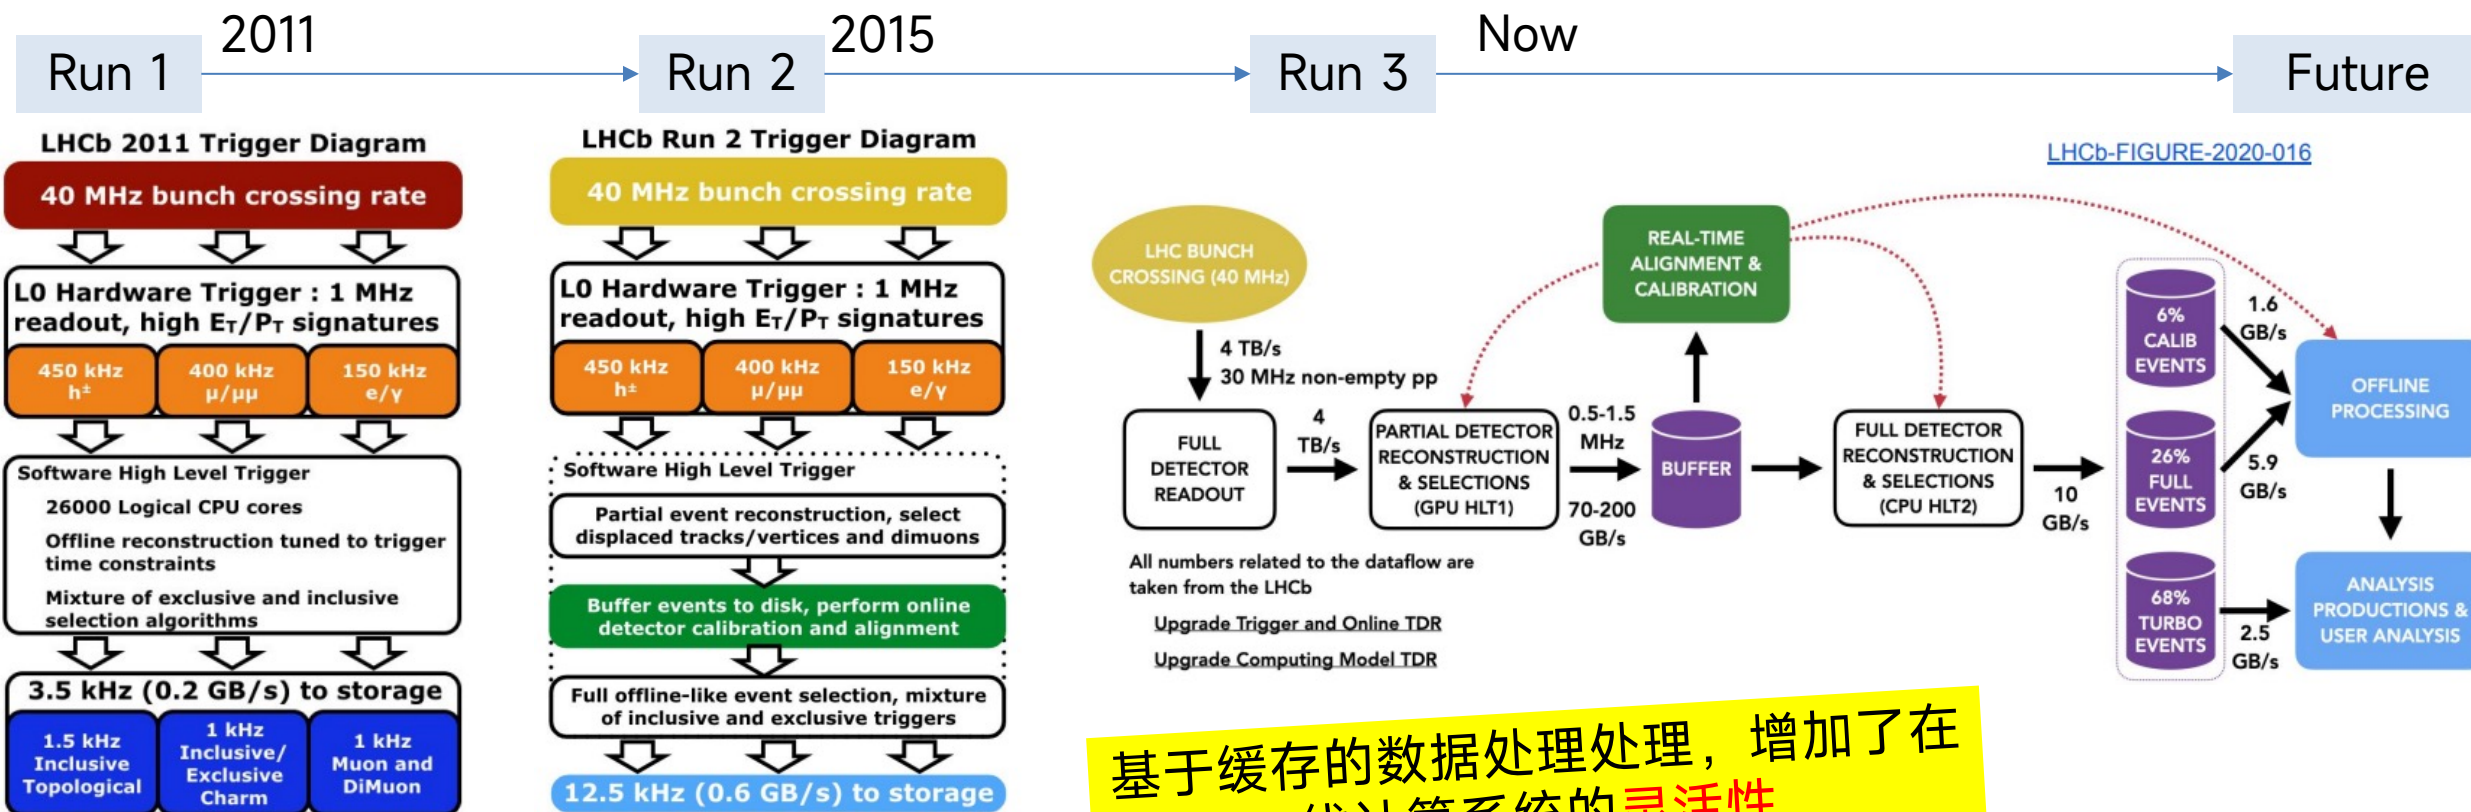 2011
2015
Now
Run 1
Run 2
Run 3
Future
LHCb 2011 Trigger Diagram
40 MHz bunch crossing rate
L0 Hardware Trigger : 1 MHz
readout, high ET/PT signatures
450 kHz
h±
400 kHz
μ/μμ
150 kHz
e/γ
Software High Level Trigger
26000 Logical CPU cores
Offline reconstruction tuned to trigger
time constraints
Mixture of exclusive and inclusive
selection algorithms
3.5 kHz (0.2 GB/s) to storage
1.5 kHz
Inclusive
Topological
1 kHz
Inclusive/
Exclusive
Charm
1 kHz
Muon and
DiMuon
LHCb Run 2 Trigger Diagram
40 MHz bunch crossing rate
L0 Hardware Trigger : 1 MHz
readout, high ET/PT signatures
450 kHz
h±
400 kHz
μ/μμ
150 kHz
e/γ
Software High Level Trigger
Partial event reconstruction, select
displaced tracks/vertices and dimuons
Buffer events to disk, perform online
detector calibration and alignment
Full offline-like event selection, mixture
of inclusive and exclusive triggers
12.5 kHz (0.6 GB/s) to storage
LHCb-FIGURE-2020-016
LHC BUNCH
CROSSING (40 MHz)
4 TB/s
30 MHz non-empty pp
FULL
DETECTOR
READOUT
4
TB/s
PARTIAL DETECTOR
RECONSTRUCTION
& SELECTIONS
(GPU HLT1)
0.5-1.5
MHz
70-200
GB/s
REAL-TIME
ALIGNMENT &
CALIBRATION
BUFFER
FULL DETECTOR
RECONSTRUCTION
& SELECTIONS
(CPU HLT2)
10
GB/s
6%
CALIB
EVENTS
1.6
GB/s
26%
FULL
EVENTS
5.9
GB/s
68%
TURBO
EVENTS
2.5
GB/s
OFFLINE
PROCESSING
ANALYSIS
PRODUCTIONS &
USER ANALYSIS
All numbers related to the dataflow are
taken from the LHCb
Upgrade Trigger and Online TDR
Upgrade Computing Model TDR
基于缓存的数据处理处理，增加了在
线计算系统的灵活性